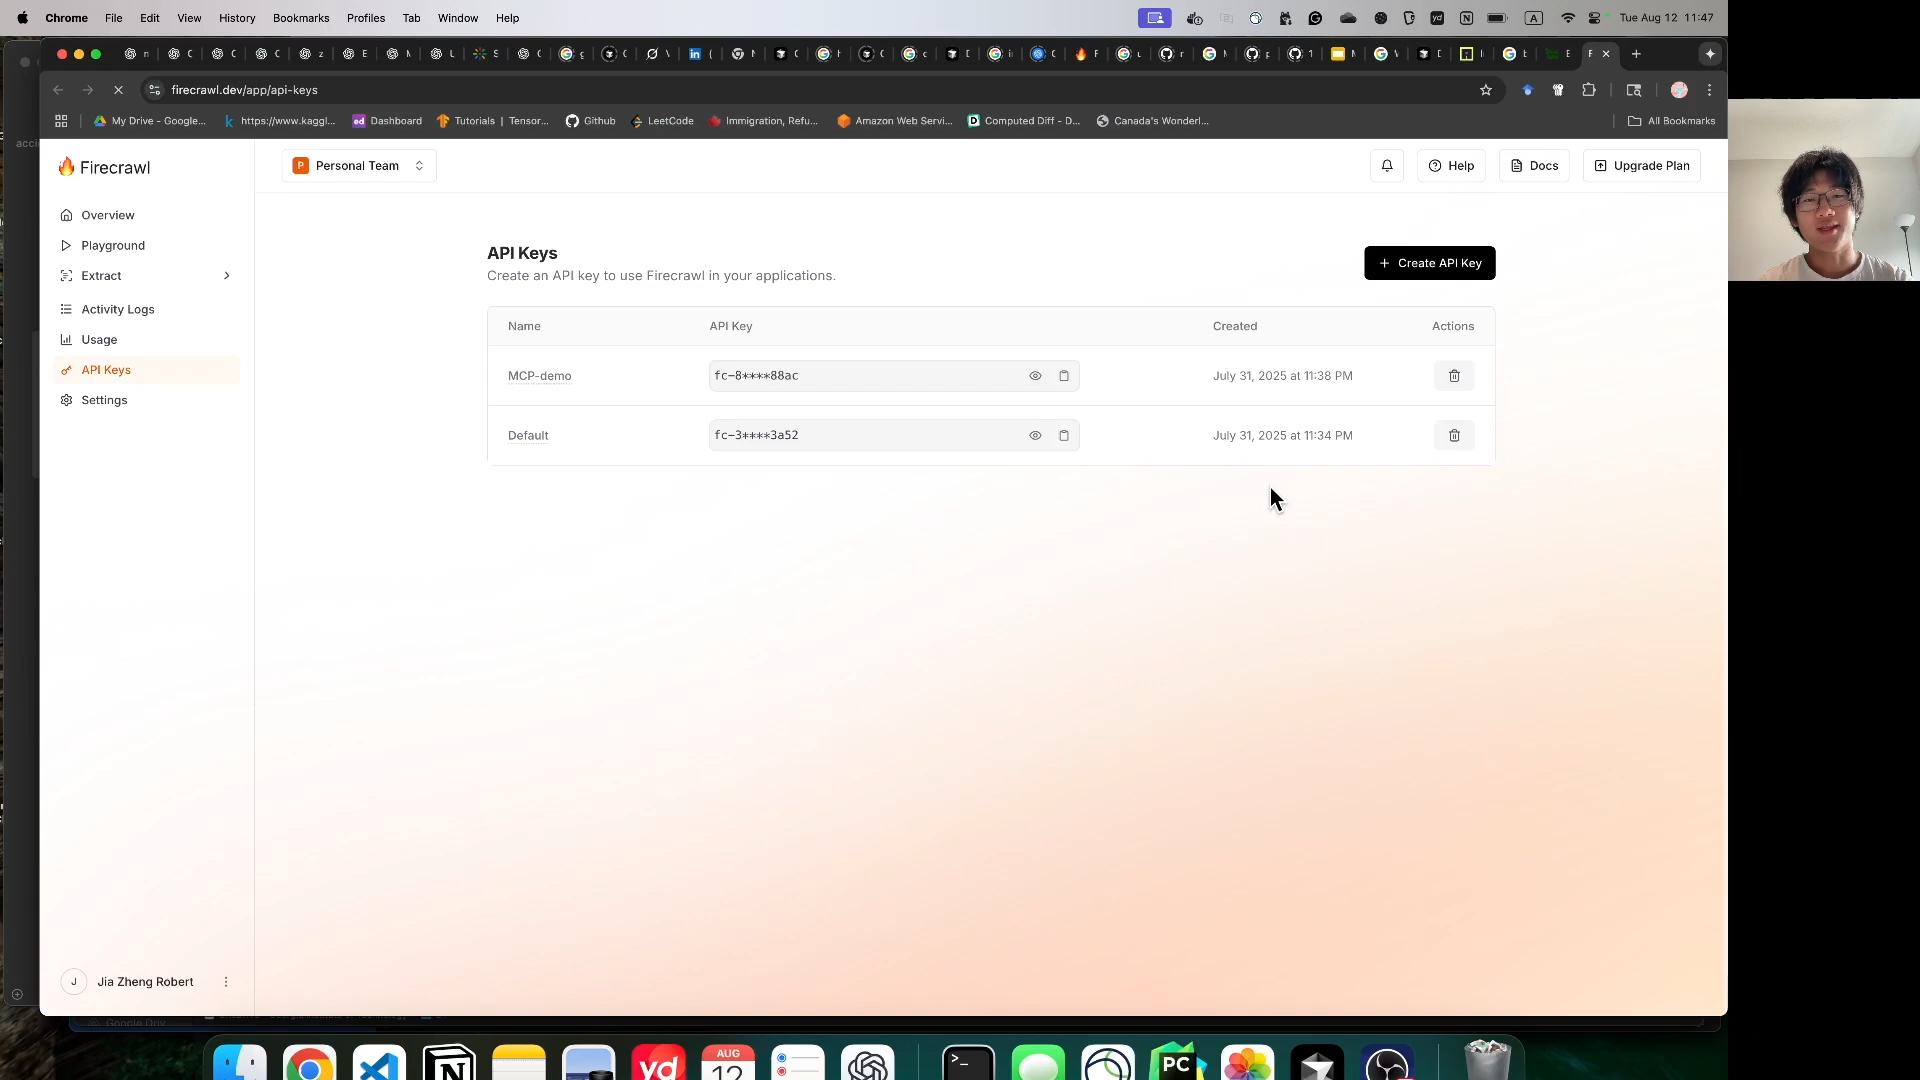 Chrome File Edit View History Bookmarks Profiles Tab Window Help Tue Aug 12 11:47
firecrawl.dev/app/api-keys
My Drive - Google... https://www.kaggl... Dashboard Tutorials | Tensor... Github LeetCode Immigration, Refu... Amazon Web Servi... Computed Diff - D... Canada's Wonderl... All Bookmarks
Firecrawl
P Personal Team
Help
Docs
Upgrade Plan
Overview
Playground
Extract
Activity Logs
Usage
API Keys
Settings
API Keys
Create an API key to use Firecrawl in your applications.
+ Create API Key
Name API Key Created Actions
MCP-demo fc-8****88ac July 31, 2025 at 11:38 PM
Default fc-3****3a52 July 31, 2025 at 11:34 PM
J Jia Zheng Robert
Google Driv
yd
AUG
12
PC